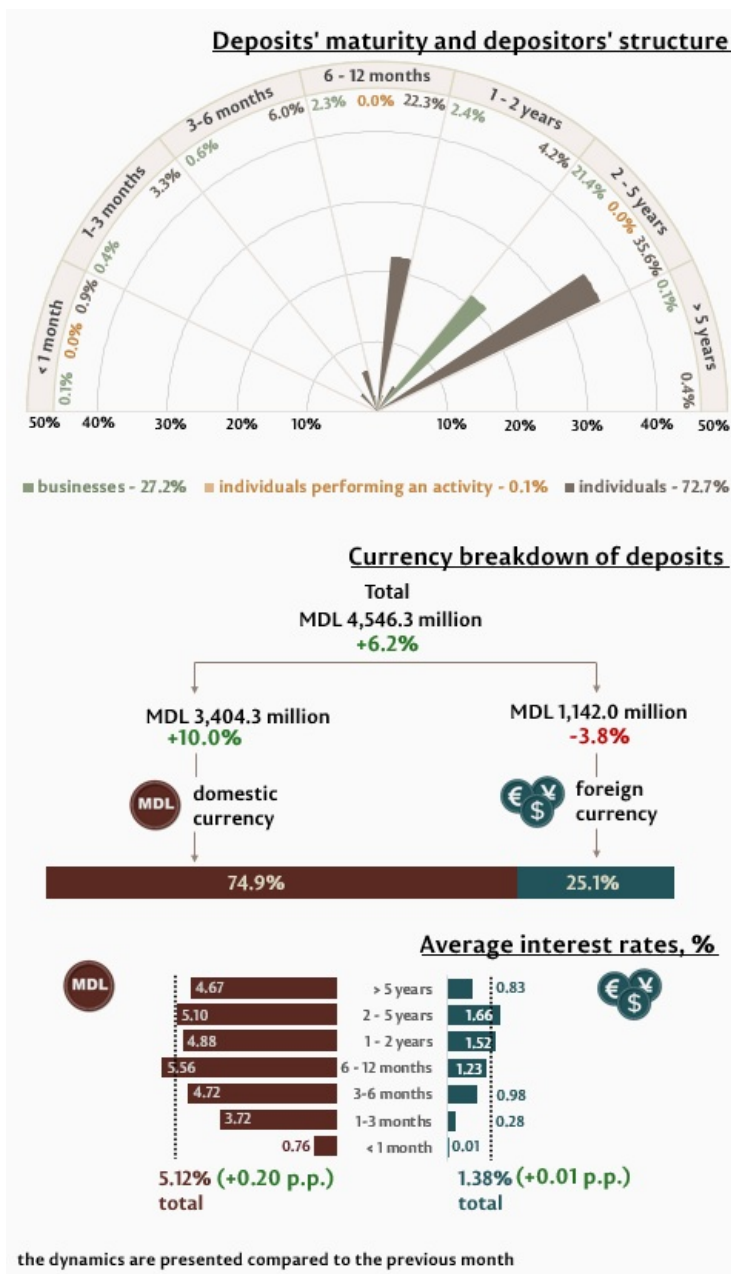 Deposits' maturity and depositors' structure
6 - 12 months
3-6 months
1 - 2 years
1-3 months
2 - 5 years
< 1 month
> 5 years
0.1% 0.0% 0.9%
0.4% 3.3%
0.6% 6.0%
2.3% 0.0% 22.3%
2.4% 4.2%
21.4% 0.0% 35.6%
0.1% 0.4%
50% 40% 30% 20% 10% 10% 20% 30% 40% 50%
businesses - 27.2% individuals performing an activity - 0.1% individuals - 72.7%
Currency breakdown of deposits
Total
MDL 4,546.3 million
+6.2%
MDL 3,404.3 million
+10.0%
MDL 1,142.0 million
-3.8%
MDL
domestic
currency
€ ¥ $
foreign
currency
74.9% 25.1%
Average interest rates, %
MDL
€ ¥ $
4.67 > 5 years 0.83
5.10 2 - 5 years 1.66
4.88 1 - 2 years 1.52
5.56 6 - 12 months 1.23
4.72 3-6 months 0.98
3.72 1-3 months 0.28
0.76 < 1 month 0.01
5.12% (+0.20 p.p.)
total
1.38% (+0.01 p.p.)
total
the dynamics are presented compared to the previous month